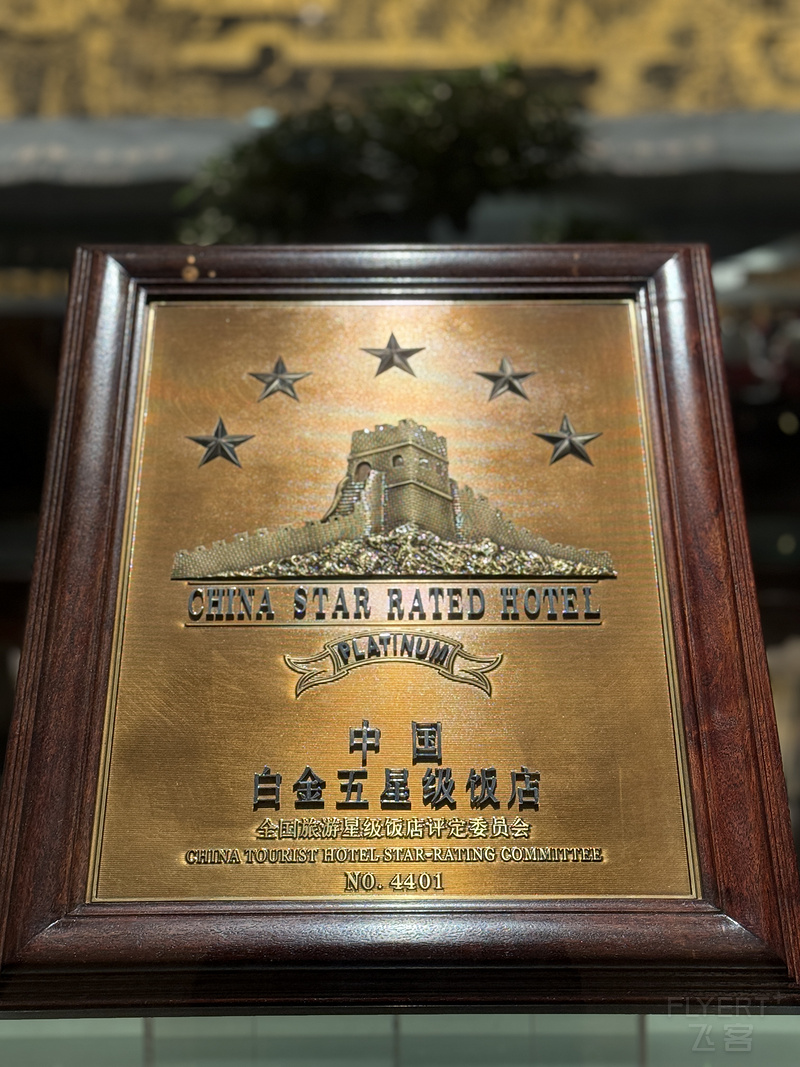 CHINA STAR RATED HOTEL
PLATINUM
中国
白金五星级饭店
全国旅游星级饭店评定委员会
CHINA TOURIST HOTEL STAR-RATING COMMITTEE
NO. 4401
FLYERT+
飞客